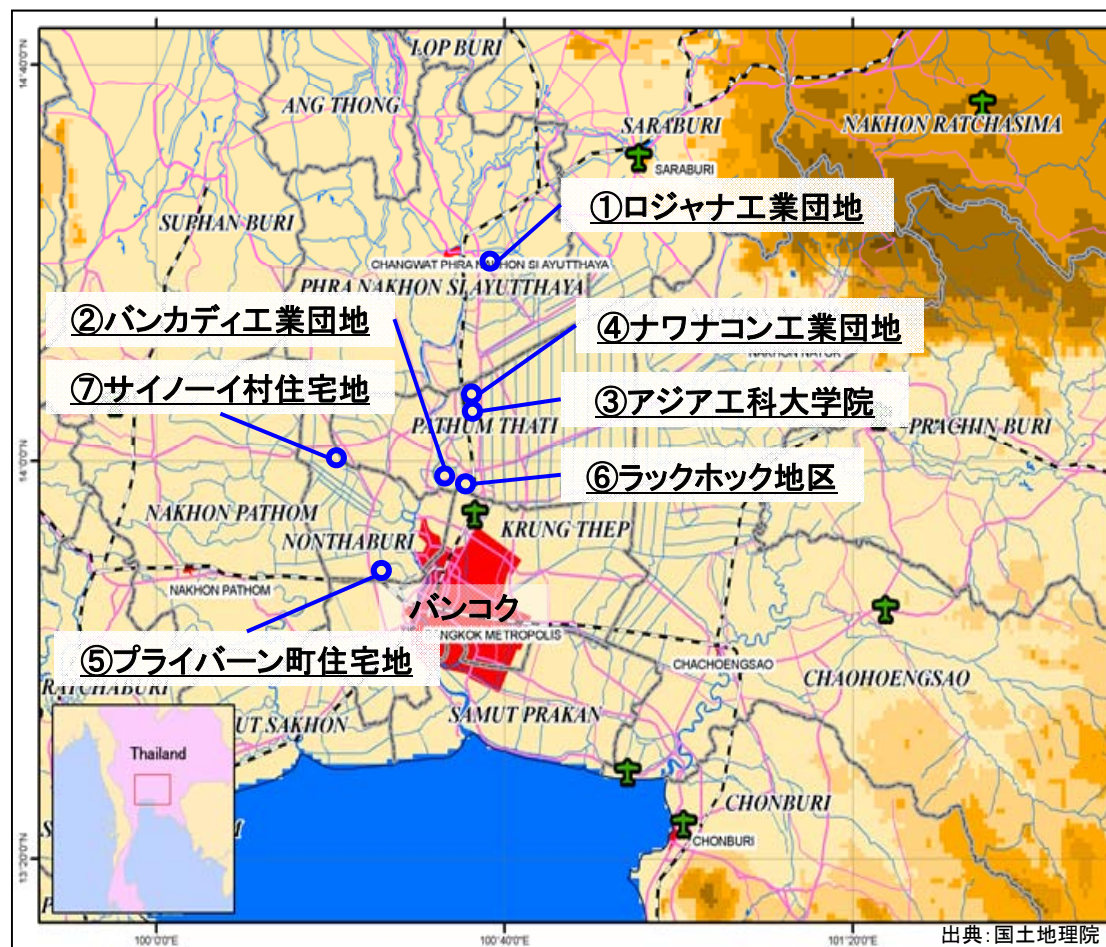 LOP BURI
14°40'0"N
ANG THONG
NAKHON RATCHASIMA
SARABURI
SARABURI
①ロジャナ工業団地
SUPHAN BURI
CHANGWAT PHRA NAKHON SI AYUTTHAYA
PHRA NAKHON SI AYUTTHAYA
②バンカディ工業団地
④ナワナコン工業団地
⑦サイノーイ村住宅地
③アジア工科大学院
PATHUM THATI
PRACHIN BURI
14°0'0"N
⑥ラックホック地区
NAKHON PATHOM
KRUNG THEP
NONTHABURI
NAKHON PATHOM
バンコク
ANGKOK METROPOLIS
⑤プライバーン町住宅地
CHACHOENGSAO
CHAOHOENGSAO
RATCHABURI
UT SAKHON
SAMUT PRAKAN
Thailand
CHONBURI
CHONBURI
13°20'0"N
100°0'0"E
100°40'0"E
101°20'0"E
出典:国土地理院